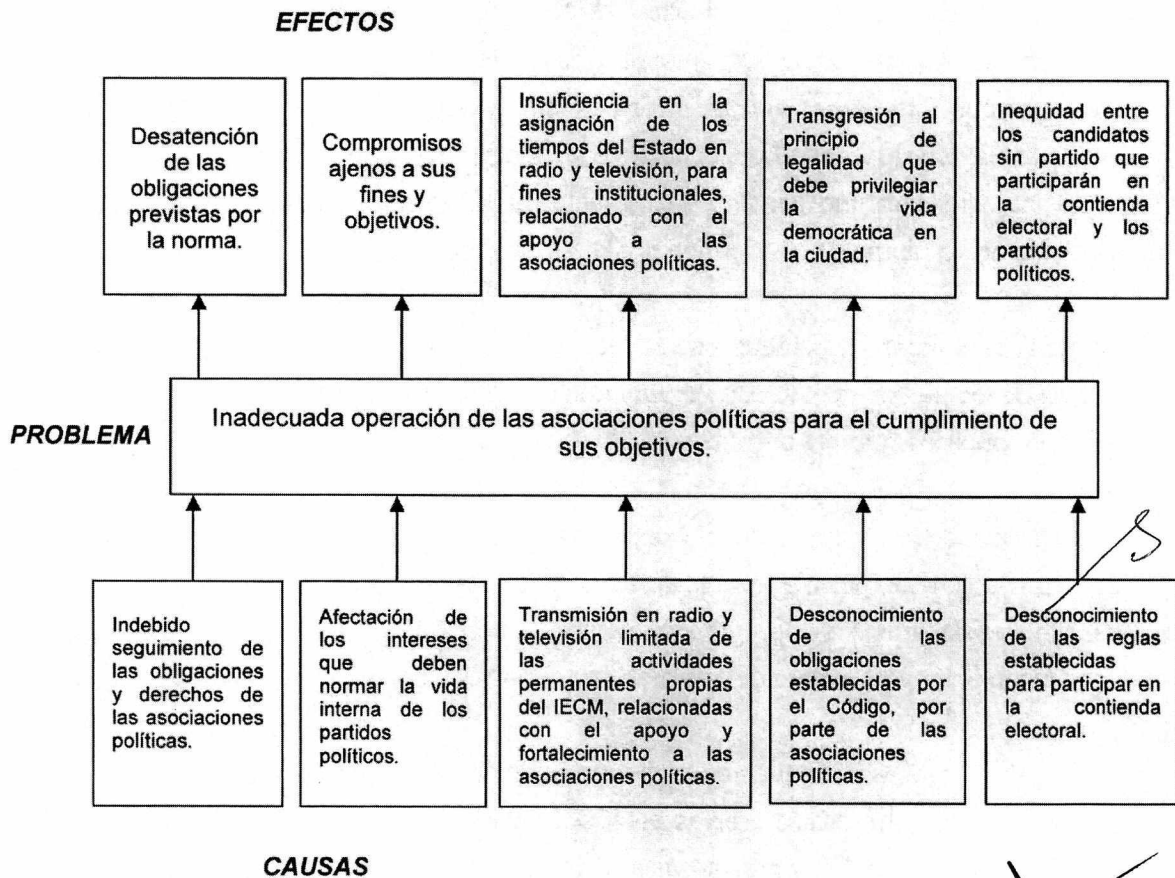 EFECTOS
Desatención
de las
obligaciones
previstas por
la norma.
Compromisos
ajenos a sus
fines y
objetivos.
Insuficiencia en la
asignación de los
tiempos del Estado en
radio y televisión, para
fines institucionales,
relacionado con el
apoyo a las
asociaciones políticas.
Transgresión al
principio de
legalidad que
debe privilegiar
la vida
democrática en
la ciudad.
Inequidad entre
los candidatos
sin partido que
participarán en
la contienda
electoral y los
partidos
políticos.
PROBLEMA
Inadecuada operación de las asociaciones políticas para el cumplimiento de
sus objetivos.
Indebido
seguimiento de
las obligaciones
y derechos de
las asociaciones
políticas.
Afectación de
los intereses
que deben
normar la vida
interna de los
partidos
políticos.
Transmisión en radio y
televisión limitada de
las actividades
permanentes propias
del IECM, relacionadas
con el apoyo y
fortalecimiento a las
asociaciones políticas.
Desconocimiento
de las
obligaciones
establecidas por
el Código, por
parte de las
asociaciones
políticas.
Desconocimiento
de las reglas
establecidas
para participar en
la contienda
electoral.
CAUSAS